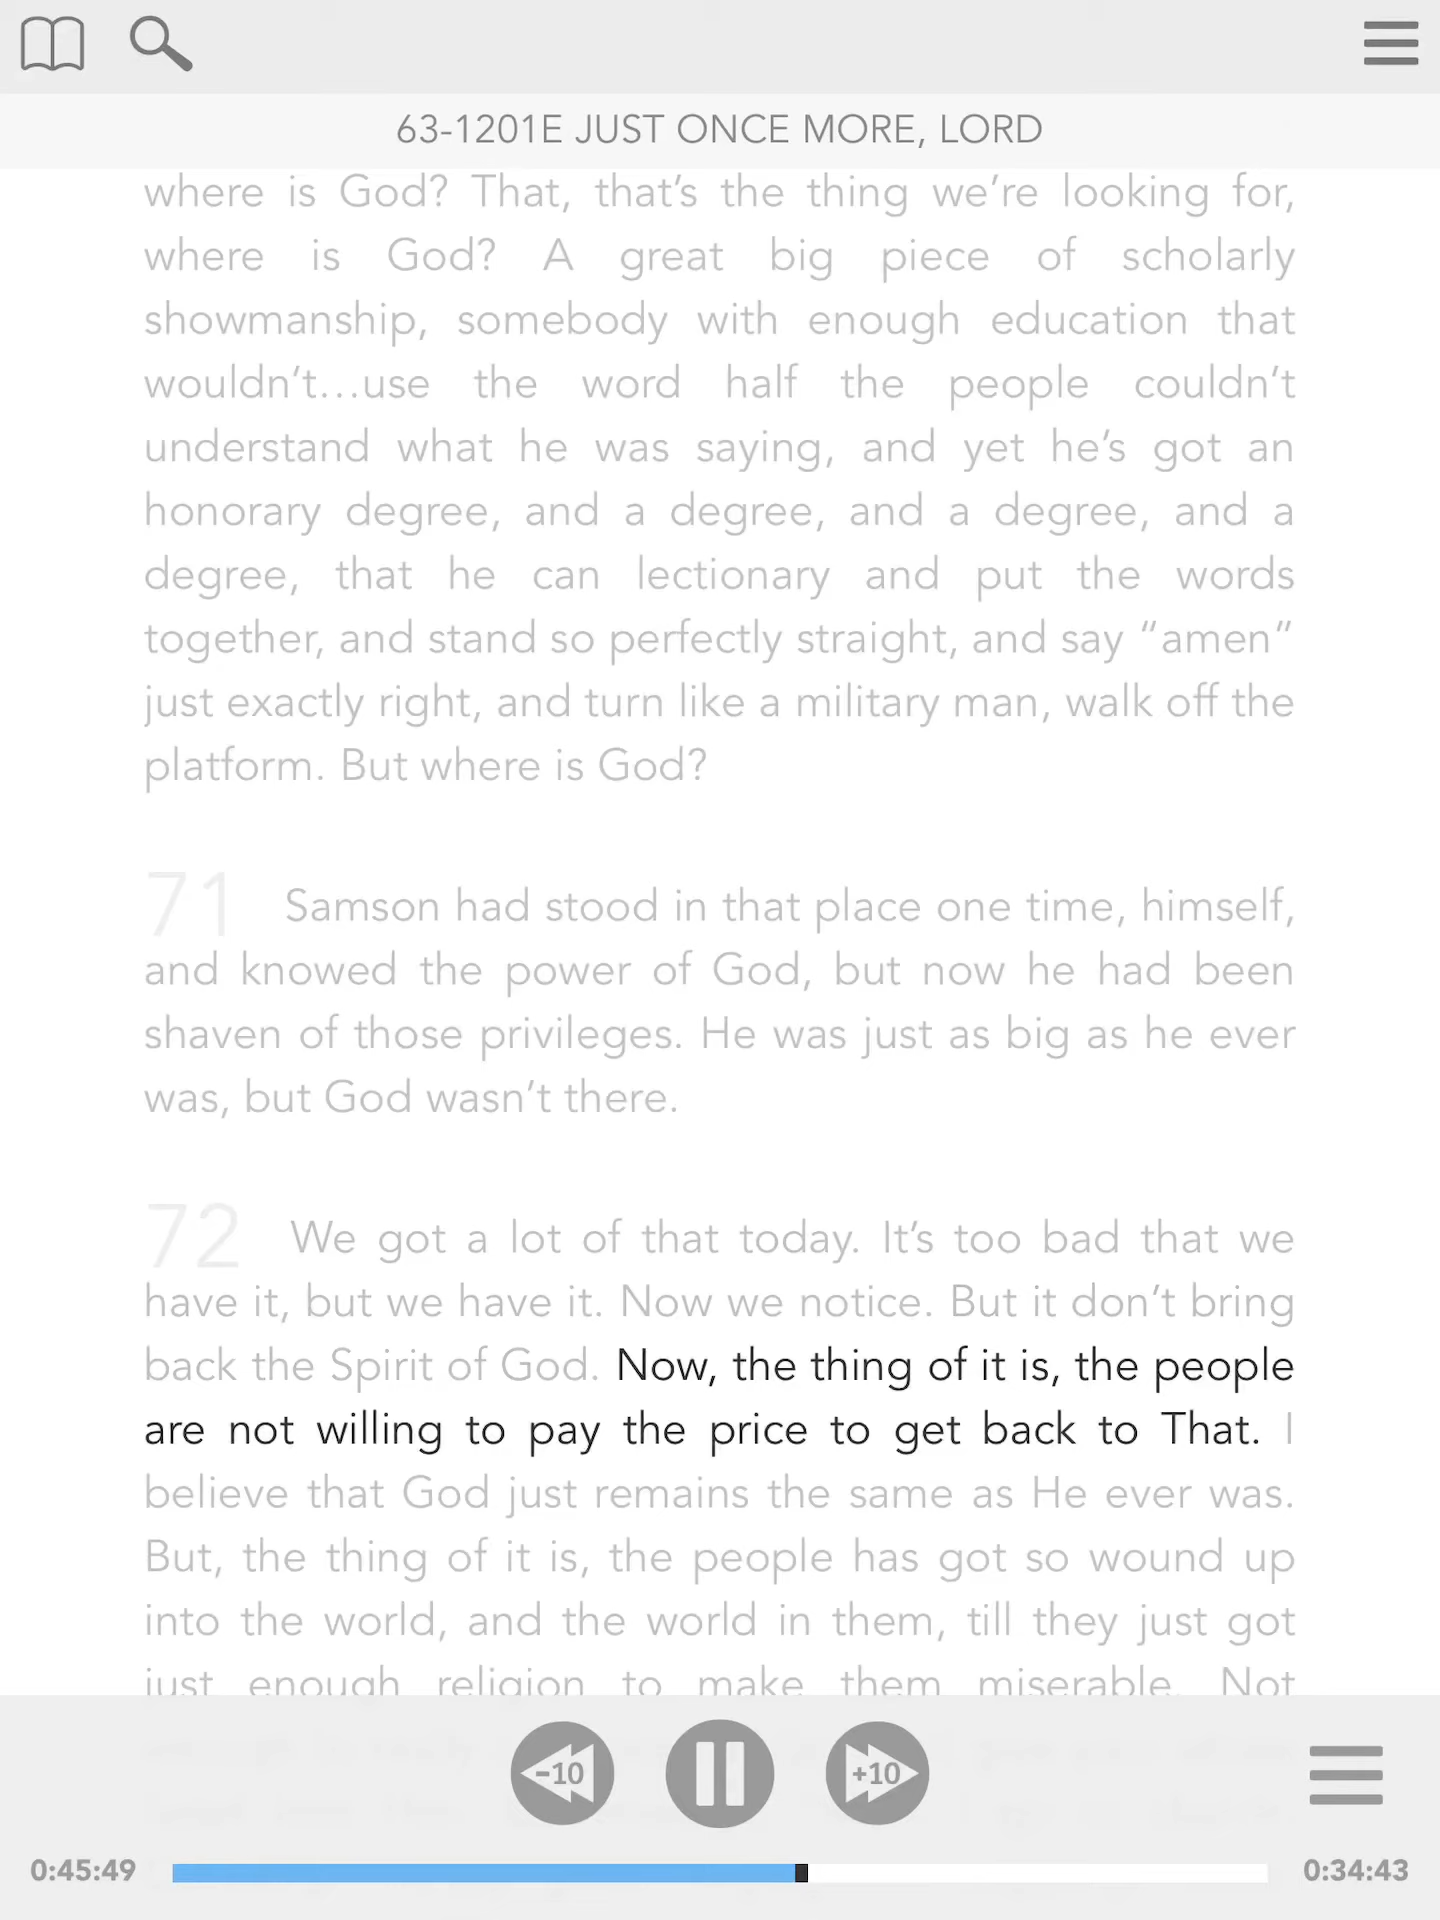 63-1201E JUST ONCE MORE, LORD
where is God? That, that's the thing we're looking for,
where is God? A great big piece of scholarly
showmanship, somebody with enough education that
wouldn't…use the word half the people couldn't
understand what he was saying, and yet he's got an
honorary degree, and a degree, and a degree, and a
degree, that he can lectionary and put the words
together, and stand so perfectly straight, and say “amen”
just exactly right, and turn like a military man, walk off the
platform. But where is God?
71 Samson had stood in that place one time, himself,
and knowed the power of God, but now he had been
shaven of those privileges. He was just as big as he ever
was, but God wasn't there.
72 We got a lot of that today. It's too bad that we
have it, but we have it. Now we notice. But it don't bring
back the Spirit of God. Now, the thing of it is, the people
are not willing to pay the price to get back to That. I
believe that God just remains the same as He ever was.
But, the thing of it is, the people has got so wound up
into the world, and the world in them, till they just got
just enough religion to make them miserable. Not
-10 +10
0:45:49 0:34:43